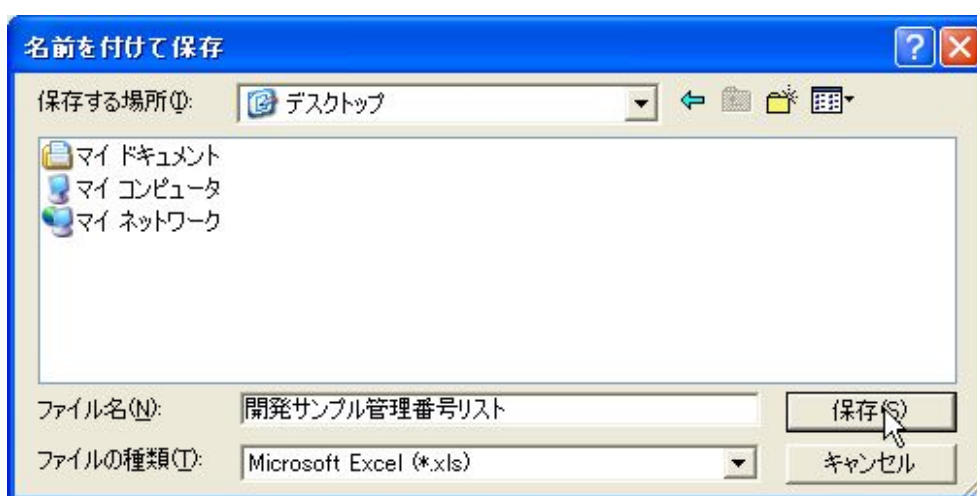 名前を付けて保存
保存する場所(I):
デスクトップ
マイ ドキュメント
マイ コンピュータ
マイ ネットワーク
ファイル名(N):
開発サンプル管理番号リスト
保存(S)
ファイルの種類(T):
Microsoft Excel (*.xls)
キャンセル